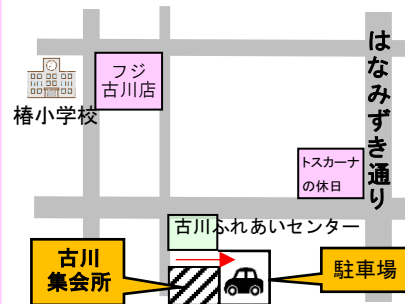 フジ
古川店
椿小学校
はなみずき通り
トスカーナ
の休日
古川ふれあいセンター
古川
集会所
駐車場